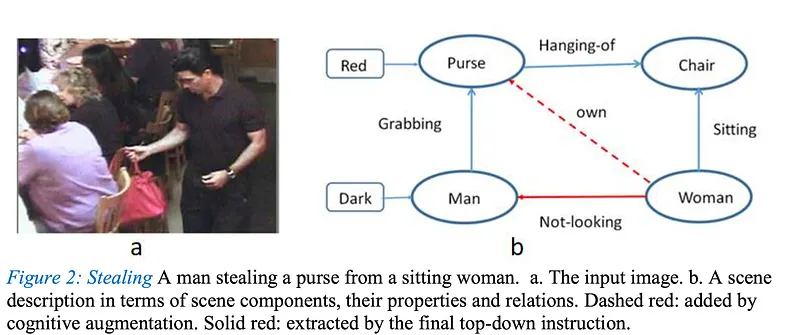 Red
Purse
Hanging-of
Chair
Grabbing
own
Sitting
Dark
Man
Not-looking
Woman
a
b
Figure 2: Stealing A man stealing a purse from a sitting woman.  a. The input image. b. A scene
description in terms of scene components, their properties and relations. Dashed red: added by
cognitive augmentation. Solid red: extracted by the final top-down instruction.